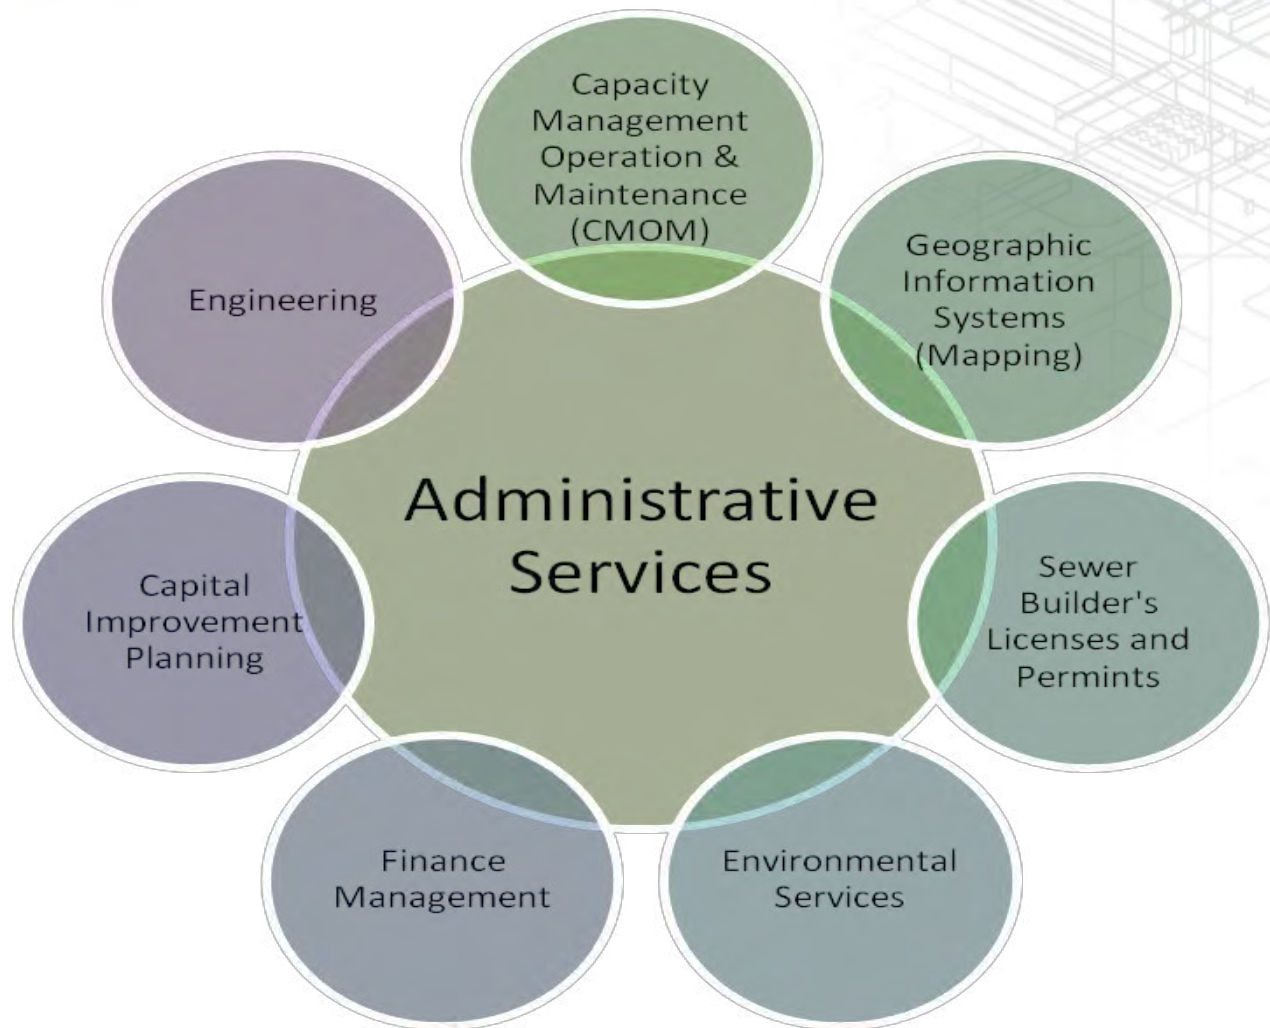 Capacity
Management
Operation &
Maintenance
(CMOM)
Geographic
Information
Systems
(Mapping)
Sewer
Builder's
Licenses and
Permints
Environmental
Services
Finance
Management
Capital
Improvement
Planning
Engineering
Administrative
Services